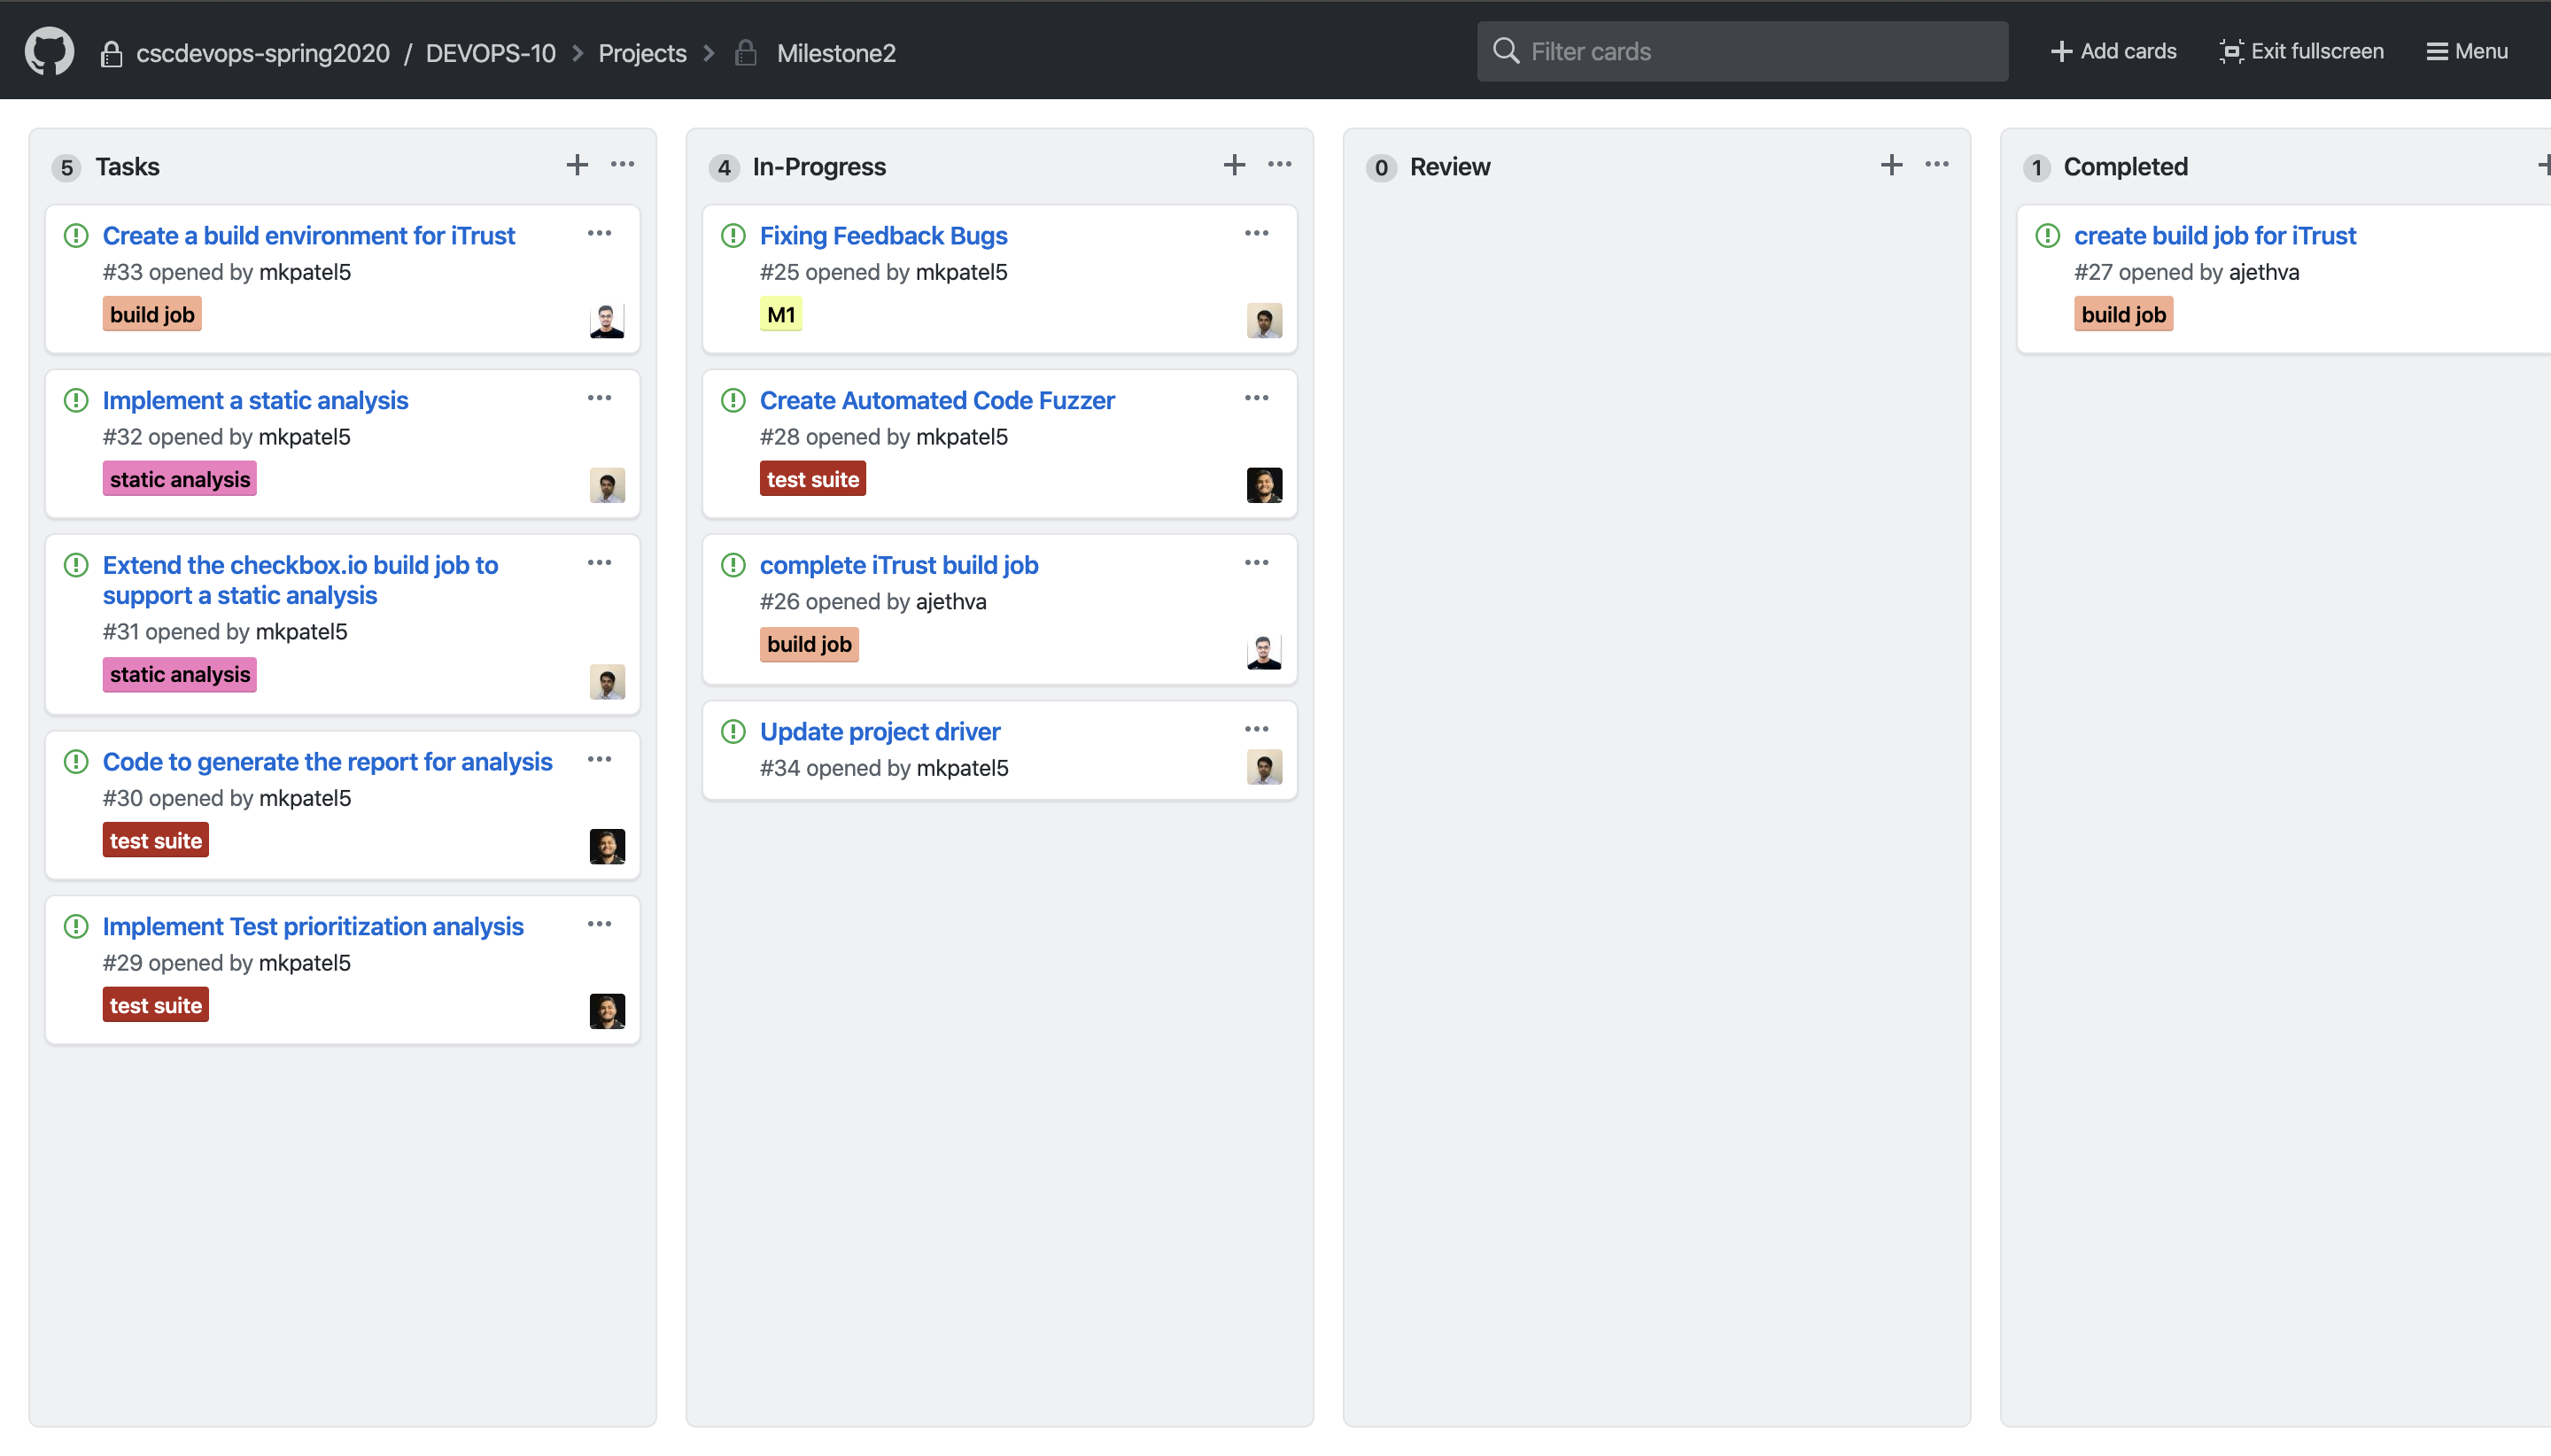 cscdevops-spring2020 / DEVOPS-10 > Projects > Milestone2
Filter cards
Add cards
Exit fullscreen
Menu
5 Tasks
Create a build environment for iTrust
#33 opened by mkpatel5
build job
Implement a static analysis
#32 opened by mkpatel5
static analysis
Extend the checkbox.io build job to
support a static analysis
#31 opened by mkpatel5
static analysis
Code to generate the report for analysis
#30 opened by mkpatel5
test suite
Implement Test prioritization analysis
#29 opened by mkpatel5
test suite
4 In-Progress
Fixing Feedback Bugs
#25 opened by mkpatel5
M1
Create Automated Code Fuzzer
#28 opened by mkpatel5
test suite
complete iTrust build job
#26 opened by ajethva
build job
Update project driver
#34 opened by mkpatel5
0 Review
1 Completed
create build job for iTrust
#27 opened by ajethva
build job